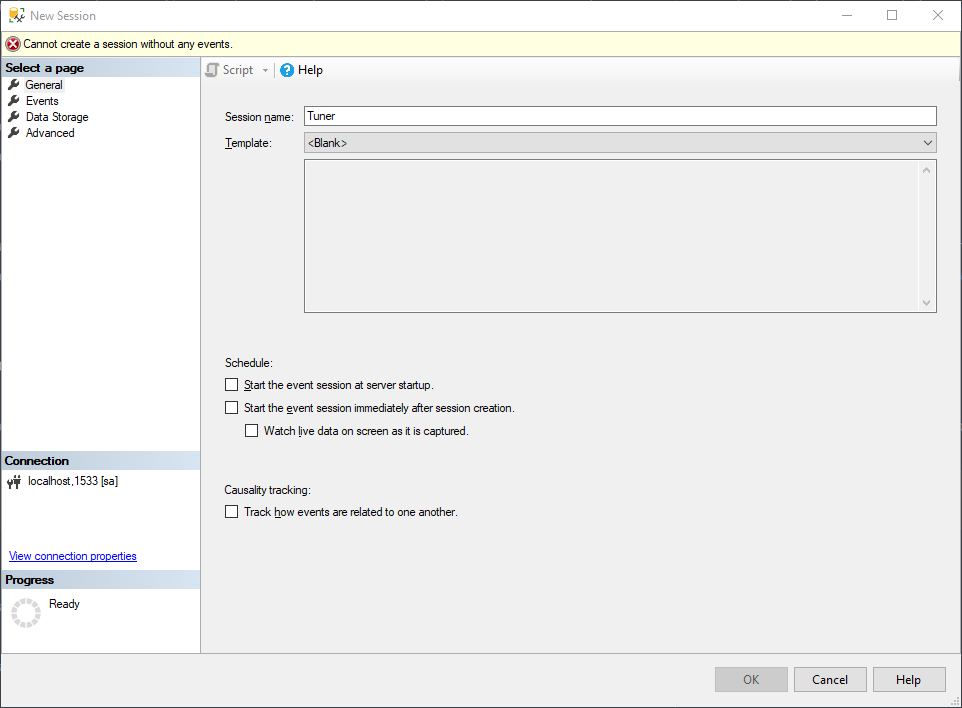 New Session
Cannot create a session without any events.
Select a page
General
Events
Data Storage
Advanced
Connection
localhost,1533 [sa]
View connection properties
Progress
Ready
Script
Help
Session name:
Tuner
Template:
<Blank>
Schedule:
Start the event session at server startup.
Start the event session immediately after session creation.
Watch live data on screen as it is captured.
Causality tracking:
Track how events are related to one another.
OK
Cancel
Help